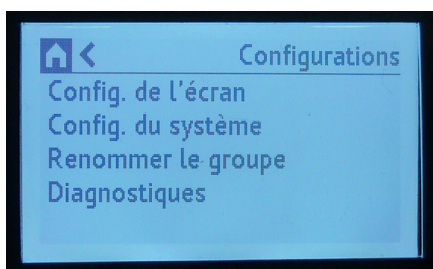 Configurations
Config. de l'écran
Config. du système
Renommer le groupe
Diagnostiques